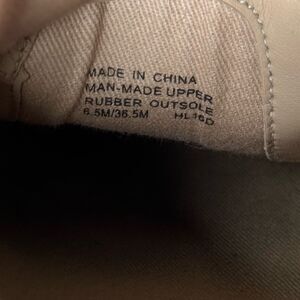 MADE IN CHINA
MAN-MADE UPPER
RUBBER OUTSOLE
6.5M/36.5M HL16D